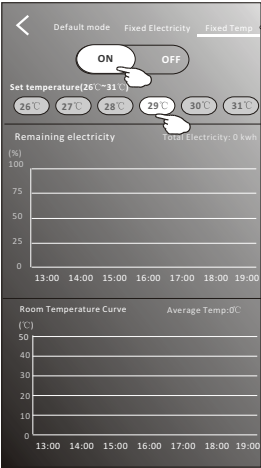 Default mode Fixed Electricity Fixed Temp
ON OFF
Set temperature(26℃~31℃)
26℃ 27℃ 28℃ 29℃ 30℃ 31℃
Remaining electricity Total Electricity: 0 kwh
(%)
100
75
50
25
0
13:00 14:00 15:00 16:00 17:00 18:00 19:00
Room Temperature Curve Average Temp:0℃
(℃)
50
40
30
20
10
0
13:00 14:00 15:00 16:00 17:00 18:00 19:00